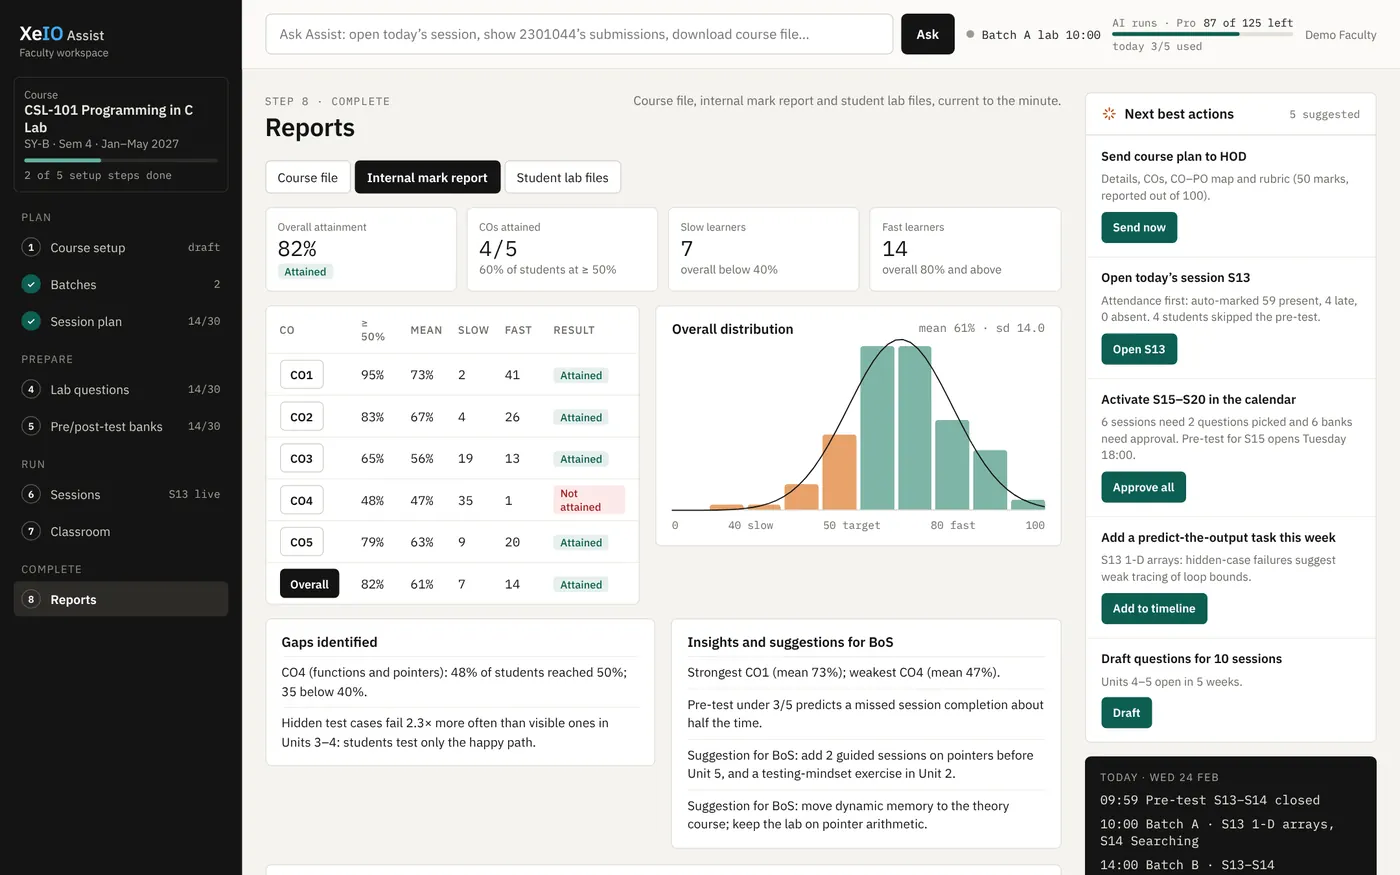 XeIO Assist
Faculty workspace
Course
CSL-101 Programming in C
Lab
SY-B · Sem 4 · Jan–May 2027
2 of 5 setup steps done
PLAN
1 Course setup draft
Batches 2
Session plan 14/30
PREPARE
4 Lab questions 14/30
5 Pre/post-test banks 14/30
RUN
6 Sessions S13 live
7 Classroom
COMPLETE
8 Reports
Ask Assist: open today’s session, show 2301044’s submissions, download course file...
Ask
Batch A lab 10:00
AI runs · Pro 87 of 125 left
today 3/5 used
Demo Faculty
STEP 8 · COMPLETE
Reports
Course file, internal mark report and student lab files, current to the minute.
Course file
Internal mark report
Student lab files
Overall attainment
82%
Attained
COs attained
4/5
60% of students at ≥ 50%
Slow learners
7
overall below 40%
Fast learners
14
overall 80% and above
CO ≥ 50% MEAN SLOW FAST RESULT
CO1 95% 73% 2 41 Attained
CO2 83% 67% 4 26 Attained
CO3 65% 56% 19 13 Attained
CO4 48% 47% 35 1 Not attained
CO5 79% 63% 9 20 Attained
Overall 82% 61% 7 14 Attained
Overall distribution
mean 61% · sd 14.0
0 40 slow 50 target 80 fast 100
Gaps identified
CO4 (functions and pointers): 48% of students reached 50%;
35 below 40%.
Hidden test cases fail 2.3× more often than visible ones in
Units 3–4: students test only the happy path.
Insights and suggestions for BoS
Strongest CO1 (mean 73%); weakest CO4 (mean 47%).
Pre-test under 3/5 predicts a missed session completion about
half the time.
Suggestion for BoS: add 2 guided sessions on pointers before
Unit 5, and a testing-mindset exercise in Unit 2.
Suggestion for BoS: move dynamic memory to the theory
course; keep the lab on pointer arithmetic.
Next best actions
5 suggested
Send course plan to HOD
Details, COs, CO–PO map and rubric (50 marks,
reported out of 100).
Send now
Open today’s session S13
Attendance first: auto-marked 59 present, 4 late,
0 absent. 4 students skipped the pre-test.
Open S13
Activate S15–S20 in the calendar
6 sessions need 2 questions picked and 6 banks
need approval. Pre-test for S15 opens Tuesday
18:00.
Approve all
Add a predict-the-output task this week
S13 1-D arrays: hidden-case failures suggest
weak tracing of loop bounds.
Add to timeline
Draft questions for 10 sessions
Units 4–5 open in 5 weeks.
Draft
TODAY · WED 24 FEB
09:59 Pre-test S13–S14 closed
10:00 Batch A · S13 1-D arrays,
S14 Searching
14:00 Batch B · S13–S14